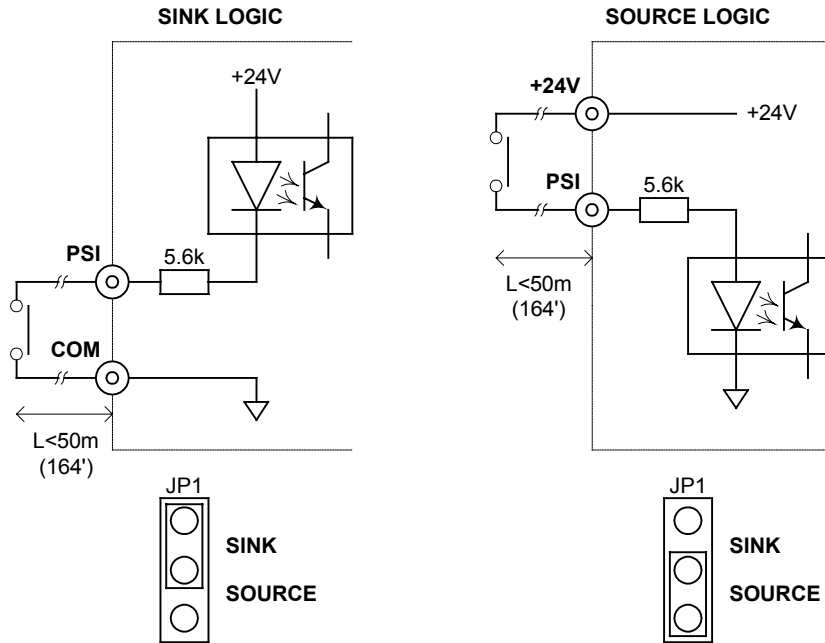 SINK LOGIC
+24V
PSI
5.6k
COM
L<50m
(164')
JP1
SINK
SOURCE
SOURCE LOGIC
+24V
+24V
PSI
5.6k
L<50m
(164')
JP1
SINK
SOURCE